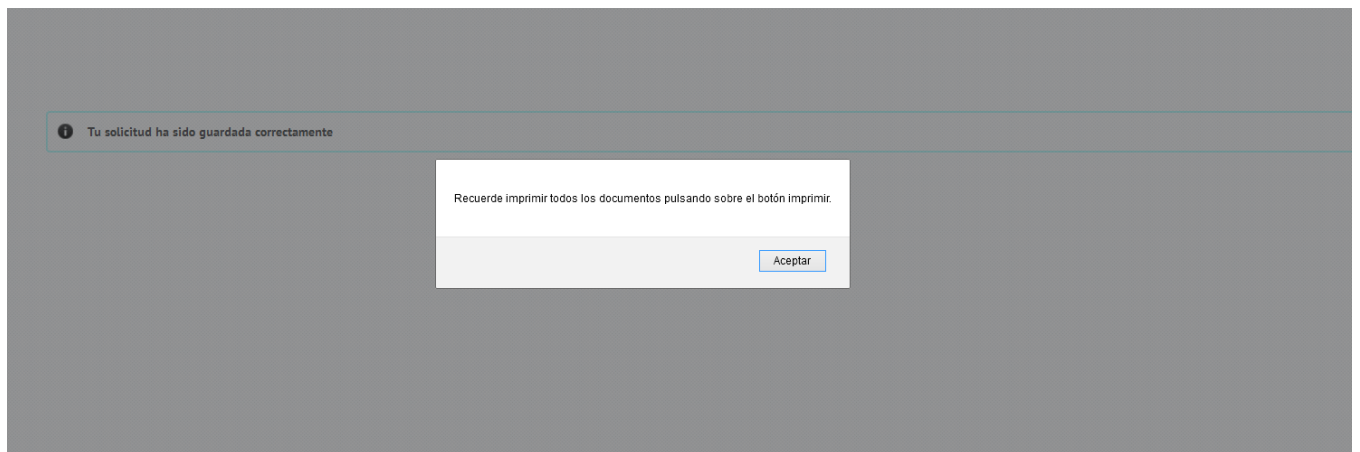 Tu solicitud ha sido guardada correctamente
Recuerde imprimir todos los documentos pulsando sobre el botón imprimir.
Aceptar